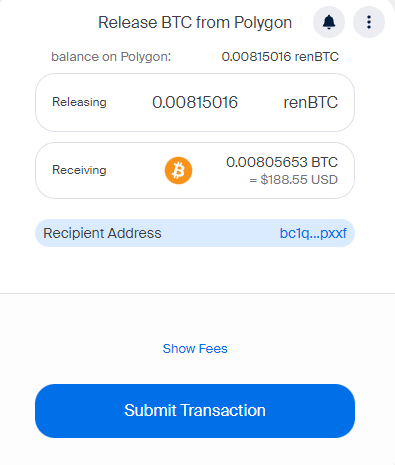 Release BTC from Polygon
balance on Polygon: 0.00815016 renBTC
Releasing 0.00815016 renBTC
Receiving 0.00805653 BTC
= $188.55 USD
Recipient Address bc1q...pxxf
Show Fees
Submit Transaction